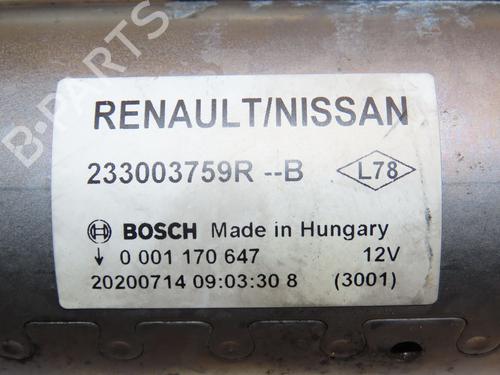 B-PARTS
RENAULT/NISSAN
233003759R --B L78
BOSCH Made in Hungary
↓ 0 001 170 647 12V
20200714 09:03:30 8 (3001)